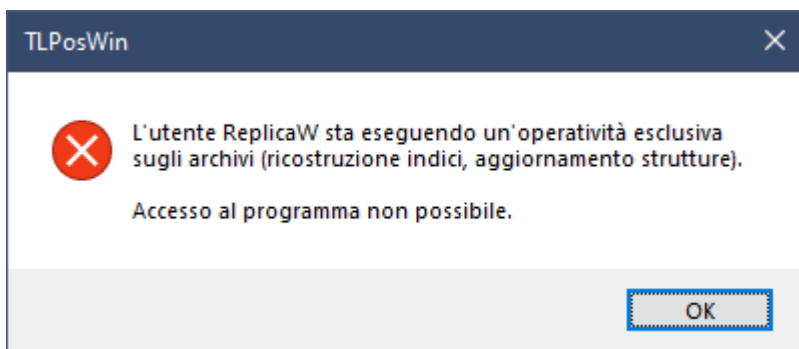 TLPosWin
L'utente ReplicaW sta eseguendo un'operatività esclusiva
sugli archivi (ricostruzione indici, aggiornamento strutture).
Accesso al programma non possibile.
OK